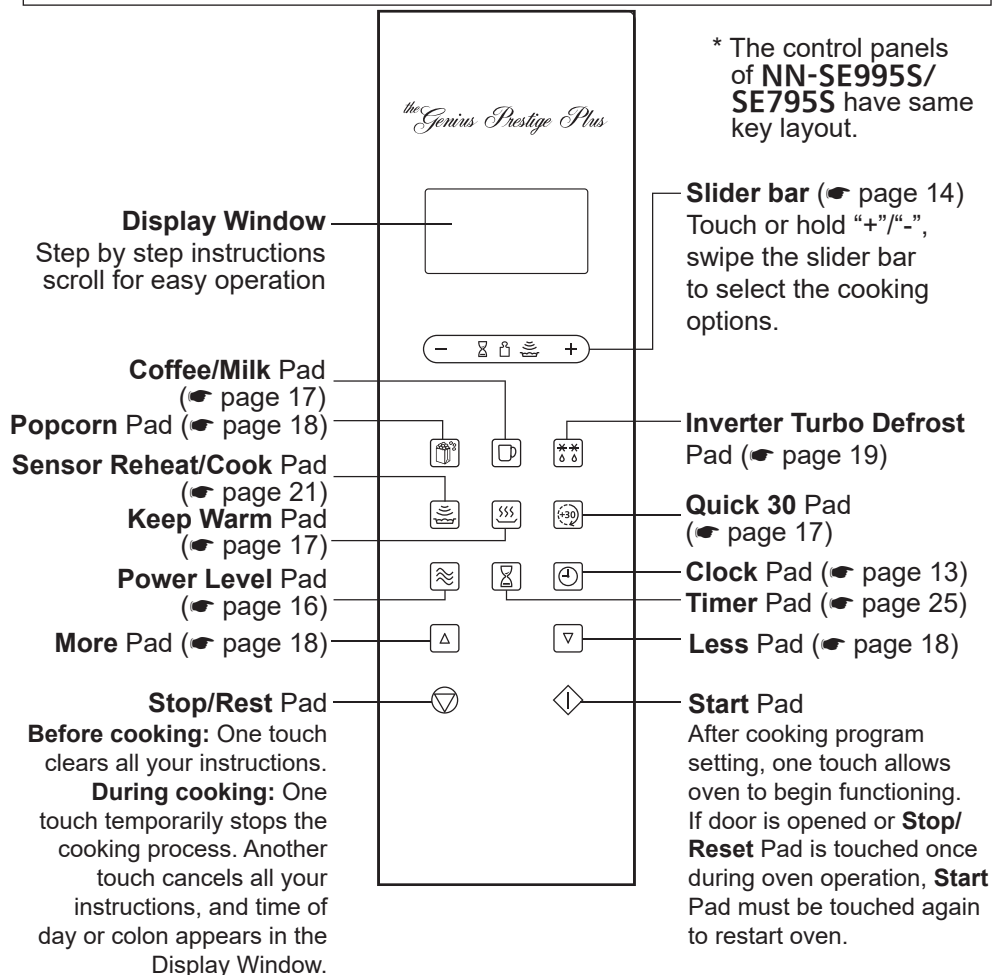 the Genius Prestige Plus
* The control panels
of NN-SE995S/
SE795S have same
key layout.
Display Window
Step by step instructions
scroll for easy operation
Slider bar (☛ page 14)
Touch or hold “+”/“-”,
swipe the slider bar
to select the cooking
options.
− +
Coffee/Milk Pad
(☛ page 17)
Popcorn Pad (☛ page 18)
Sensor Reheat/Cook Pad
(☛ page 21)
Keep Warm Pad
(☛ page 17)
Power Level Pad
(☛ page 16)
More Pad (☛ page 18)
+30
Inverter Turbo Defrost
Pad (☛ page 19)
Quick 30 Pad
(☛ page 17)
Clock Pad (☛ page 13)
Timer Pad (☛ page 25)
Less Pad (☛ page 18)
Stop/Rest Pad
Before cooking: One touch
clears all your instructions.
During cooking: One
touch temporarily stops the
cooking process. Another
touch cancels all your
instructions, and time of
day or colon appears in the
Display Window.
Start Pad
After cooking program
setting, one touch allows
oven to begin functioning.
If door is opened or Stop/
Reset Pad is touched once
during oven operation, Start
Pad must be touched again
to restart oven.